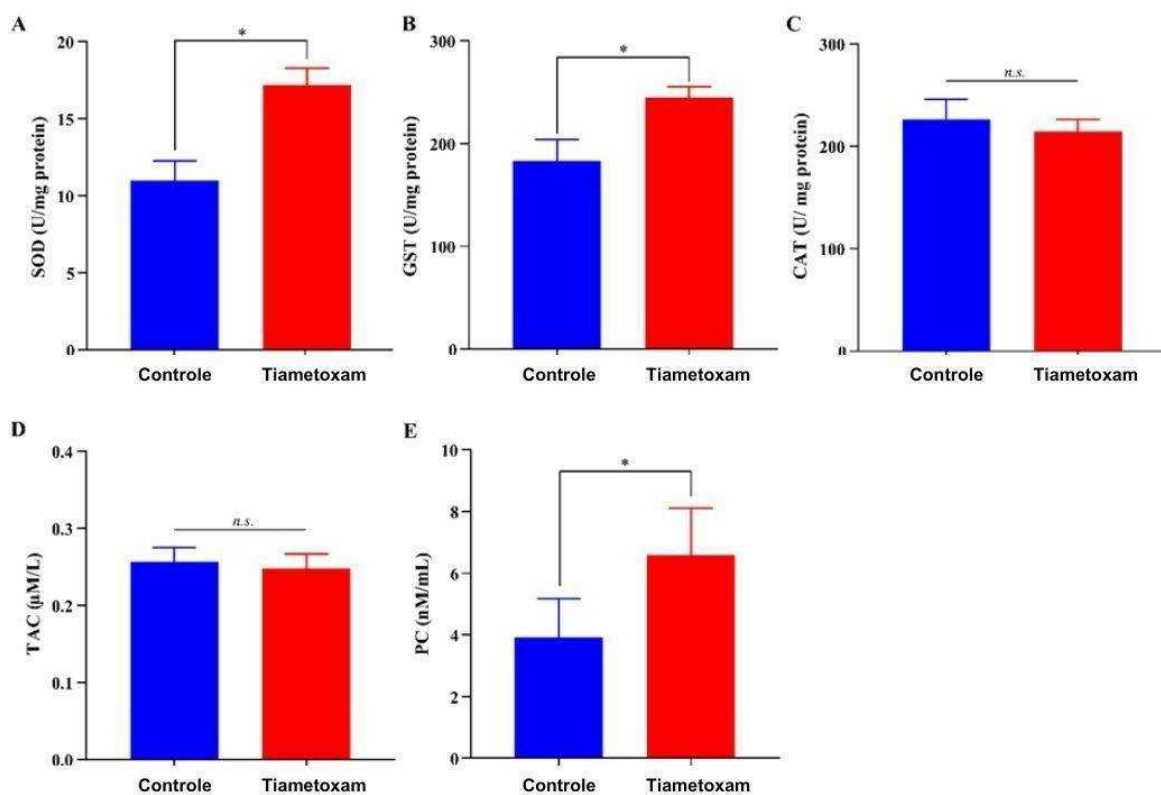 A
SOD (U/mg protein)
20
15
10
5
0
*
Controle
Tiametoxam
B
GST (U/mg protein)
300
200
100
0
*
Controle
Tiametoxam
C
CAT (U/ mg protein)
300
200
100
0
n.s.
Controle
Tiametoxam
D
TAC (µM/L)
0.4
0.3
0.2
0.1
0.0
n.s.
Controle
Tiametoxam
E
PC (nM/mL)
10
8
6
4
2
0
*
Controle
Tiametoxam